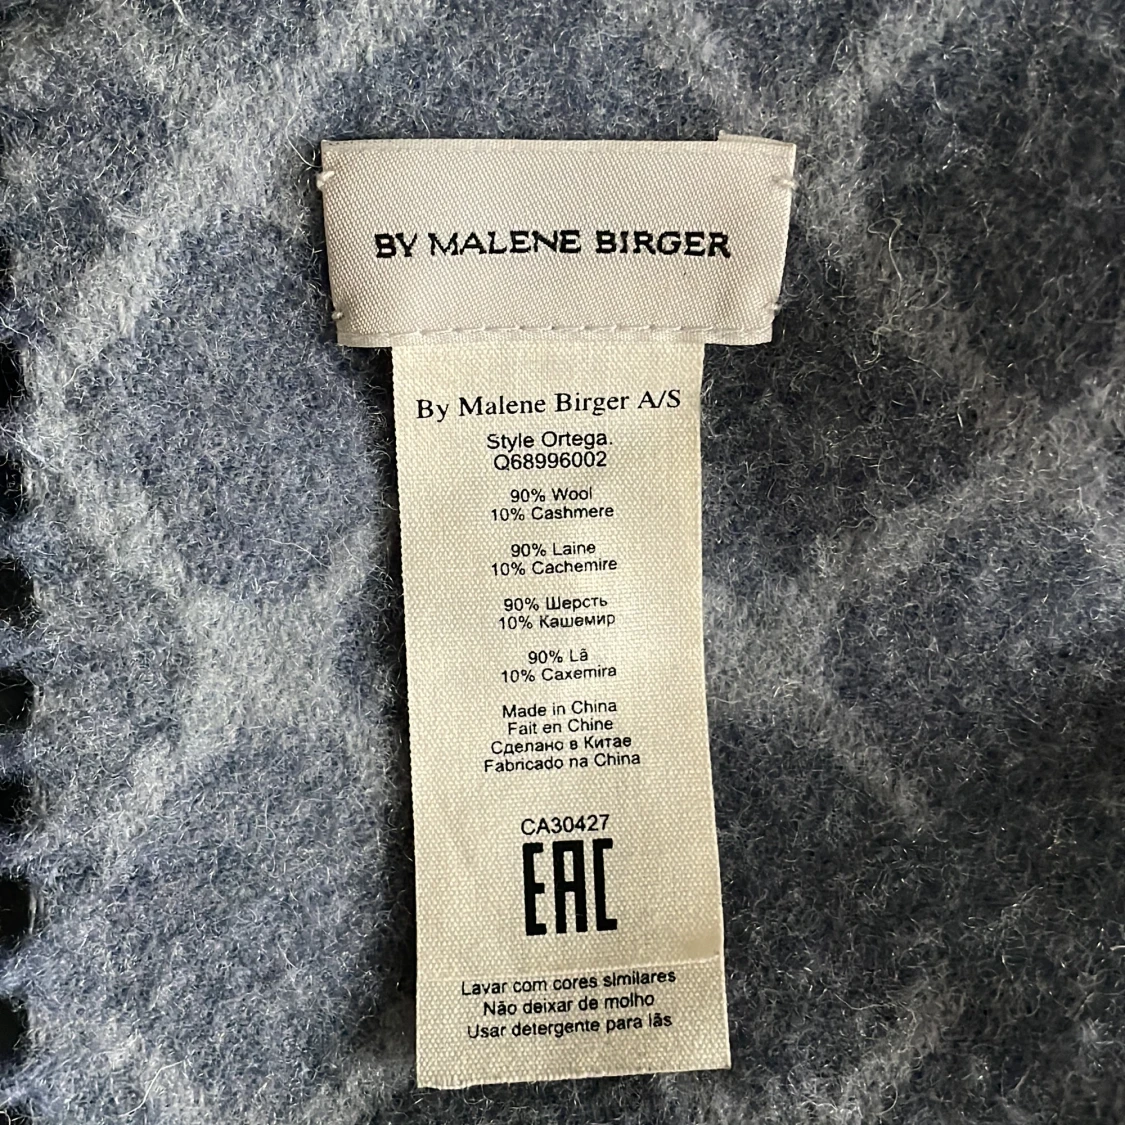 BY MALENE BIRGER
By Malene Birger A/S
Style Ortega.
Q68996002
90% Wool
10% Cashmere
90% Laine
10% Cachemire
90% Шерсть
10% Кашемир
90% Lã
10% Caxemira
Made in China
Fait en Chine
Сделано в Китае
Fabricado na China
CA30427
EAC
Lavar com cores similares
Não deixar de molho
Usar detergente para lãs